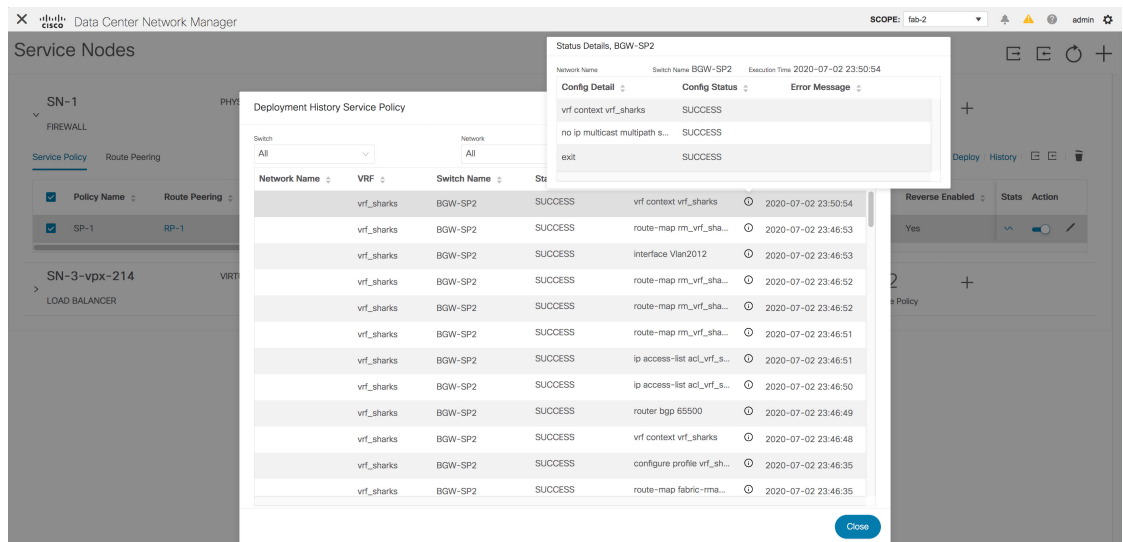 CISCO Data Center Network Manager SCOPE: fab-2 admin
Service Nodes
Status Details, BGW-SP2
Network Name Switch Name BGW-SP2 Execution Time 2020-07-02 23:50:54
Config Detail Config Status Error Message
vrf context vrf_sharks SUCCESS
no ip multicast multipath s... SUCCESS
exit SUCCESS
SN-1
FIREWALL
Service Policy Route Peering Deploy History
Policy Name Route Peering Reverse Enabled Stats Action
SP-1 RP-1 Yes
SN-3-vpx-214
LOAD BALANCER
Policy
Deployment History Service Policy
Switch Network
All All
Network Name VRF Switch Name
vrf_sharks BGW-SP2 SUCCESS vrf context vrf_sharks 2020-07-02 23:50:54
vrf_sharks BGW-SP2 SUCCESS route-map rm_vrf_sha... 2020-07-02 23:46:53
vrf_sharks BGW-SP2 SUCCESS interface Vlan2012 2020-07-02 23:46:53
vrf_sharks BGW-SP2 SUCCESS route-map rm_vrf_sha... 2020-07-02 23:46:52
vrf_sharks BGW-SP2 SUCCESS route-map rm_vrf_sha... 2020-07-02 23:46:52
vrf_sharks BGW-SP2 SUCCESS route-map rm_vrf_sha... 2020-07-02 23:46:51
vrf_sharks BGW-SP2 SUCCESS ip access-list acl_vrf_s... 2020-07-02 23:46:51
vrf_sharks BGW-SP2 SUCCESS ip access-list acl_vrf_s... 2020-07-02 23:46:50
vrf_sharks BGW-SP2 SUCCESS router bgp 65500 2020-07-02 23:46:49
vrf_sharks BGW-SP2 SUCCESS vrf context vrf_sharks 2020-07-02 23:46:48
vrf_sharks BGW-SP2 SUCCESS configure profile vrf_sh... 2020-07-02 23:46:35
vrf_sharks BGW-SP2 SUCCESS route-map fabric-rma... 2020-07-02 23:46:35
Close